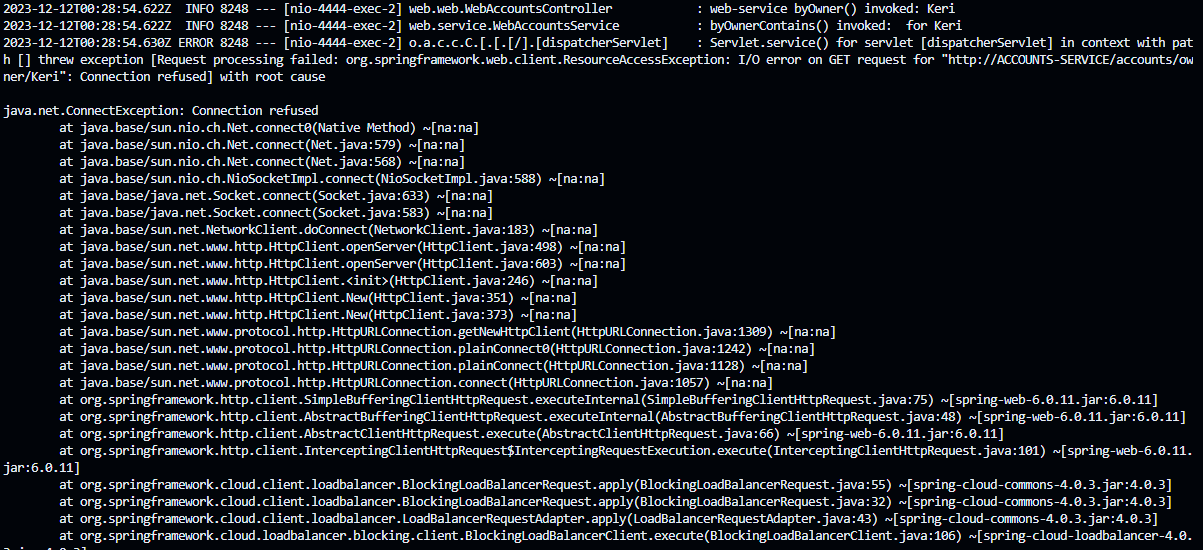 2023-12-12T00:28:54.622Z  INFO 8248 --- [nio-4444-exec-2] web.web.WebAccountsController            : web-service byOwner() invoked: Keri
2023-12-12T00:28:54.622Z  INFO 8248 --- [nio-4444-exec-2] web.service.WebAccountsService           : byOwnerContains() invoked:  for Keri
2023-12-12T00:28:54.630Z ERROR 8248 --- [nio-4444-exec-2] o.a.c.c.C.[.[.[/].[dispatcherServlet]    : Servlet.service() for servlet [dispatcherServlet] in context with pat
h [] threw exception [Request processing failed: org.springframework.web.client.ResourceAccessException: I/O error on GET request for "http://ACCOUNTS-SERVICE/accounts/ow
ner/Keri": Connection refused] with root cause

java.net.ConnectException: Connection refused
        at java.base/sun.nio.ch.Net.connect0(Native Method) ~[na:na]
        at java.base/sun.nio.ch.Net.connect(Net.java:579) ~[na:na]
        at java.base/sun.nio.ch.Net.connect(Net.java:568) ~[na:na]
        at java.base/sun.nio.ch.NioSocketImpl.connect(NioSocketImpl.java:588) ~[na:na]
        at java.base/java.net.Socket.connect(Socket.java:633) ~[na:na]
        at java.base/java.net.Socket.connect(Socket.java:583) ~[na:na]
        at java.base/sun.net.NetworkClient.doConnect(NetworkClient.java:183) ~[na:na]
        at java.base/sun.net.www.http.HttpClient.openServer(HttpClient.java:498) ~[na:na]
        at java.base/sun.net.www.http.HttpClient.openServer(HttpClient.java:603) ~[na:na]
        at java.base/sun.net.www.http.HttpClient.<init>(HttpClient.java:246) ~[na:na]
        at java.base/sun.net.www.http.HttpClient.New(HttpClient.java:351) ~[na:na]
        at java.base/sun.net.www.http.HttpClient.New(HttpClient.java:373) ~[na:na]
        at java.base/sun.net.www.protocol.http.HttpURLConnection.getNewHttpClient(HttpURLConnection.java:1309) ~[na:na]
        at java.base/sun.net.www.protocol.http.HttpURLConnection.plainConnect0(HttpURLConnection.java:1242) ~[na:na]
        at java.base/sun.net.www.protocol.http.HttpURLConnection.plainConnect(HttpURLConnection.java:1128) ~[na:na]
        at java.base/sun.net.www.protocol.http.HttpURLConnection.connect(HttpURLConnection.java:1057) ~[na:na]
        at org.springframework.http.client.SimpleBufferingClientHttpRequest.executeInternal(SimpleBufferingClientHttpRequest.java:75) ~[spring-web-6.0.11.jar:6.0.11]
        at org.springframework.http.client.AbstractBufferingClientHttpRequest.executeInternal(AbstractBufferingClientHttpRequest.java:48) ~[spring-web-6.0.11.jar:6.0.11]
        at org.springframework.http.client.AbstractClientHttpRequest.execute(AbstractClientHttpRequest.java:66) ~[spring-web-6.0.11.jar:6.0.11]
        at org.springframework.http.client.InterceptingClientHttpRequest$InterceptingRequestExecution.execute(InterceptingClientHttpRequest.java:101) ~[spring-web-6.0.11.
jar:6.0.11]
        at org.springframework.cloud.client.loadbalancer.BlockingLoadBalancerRequest.apply(BlockingLoadBalancerRequest.java:55) ~[spring-cloud-commons-4.0.3.jar:4.0.3]
        at org.springframework.cloud.client.loadbalancer.BlockingLoadBalancerRequest.apply(BlockingLoadBalancerRequest.java:32) ~[spring-cloud-commons-4.0.3.jar:4.0.3]
        at org.springframework.cloud.client.loadbalancer.LoadBalancerRequestAdapter.apply(LoadBalancerRequestAdapter.java:43) ~[spring-cloud-commons-4.0.3.jar:4.0.3]
        at org.springframework.cloud.loadbalancer.blocking.client.BlockingLoadBalancerClient.execute(BlockingLoadBalancerClient.java:106) ~[spring-cloud-loadbalancer-4.0.
3.jar:4.0.3]